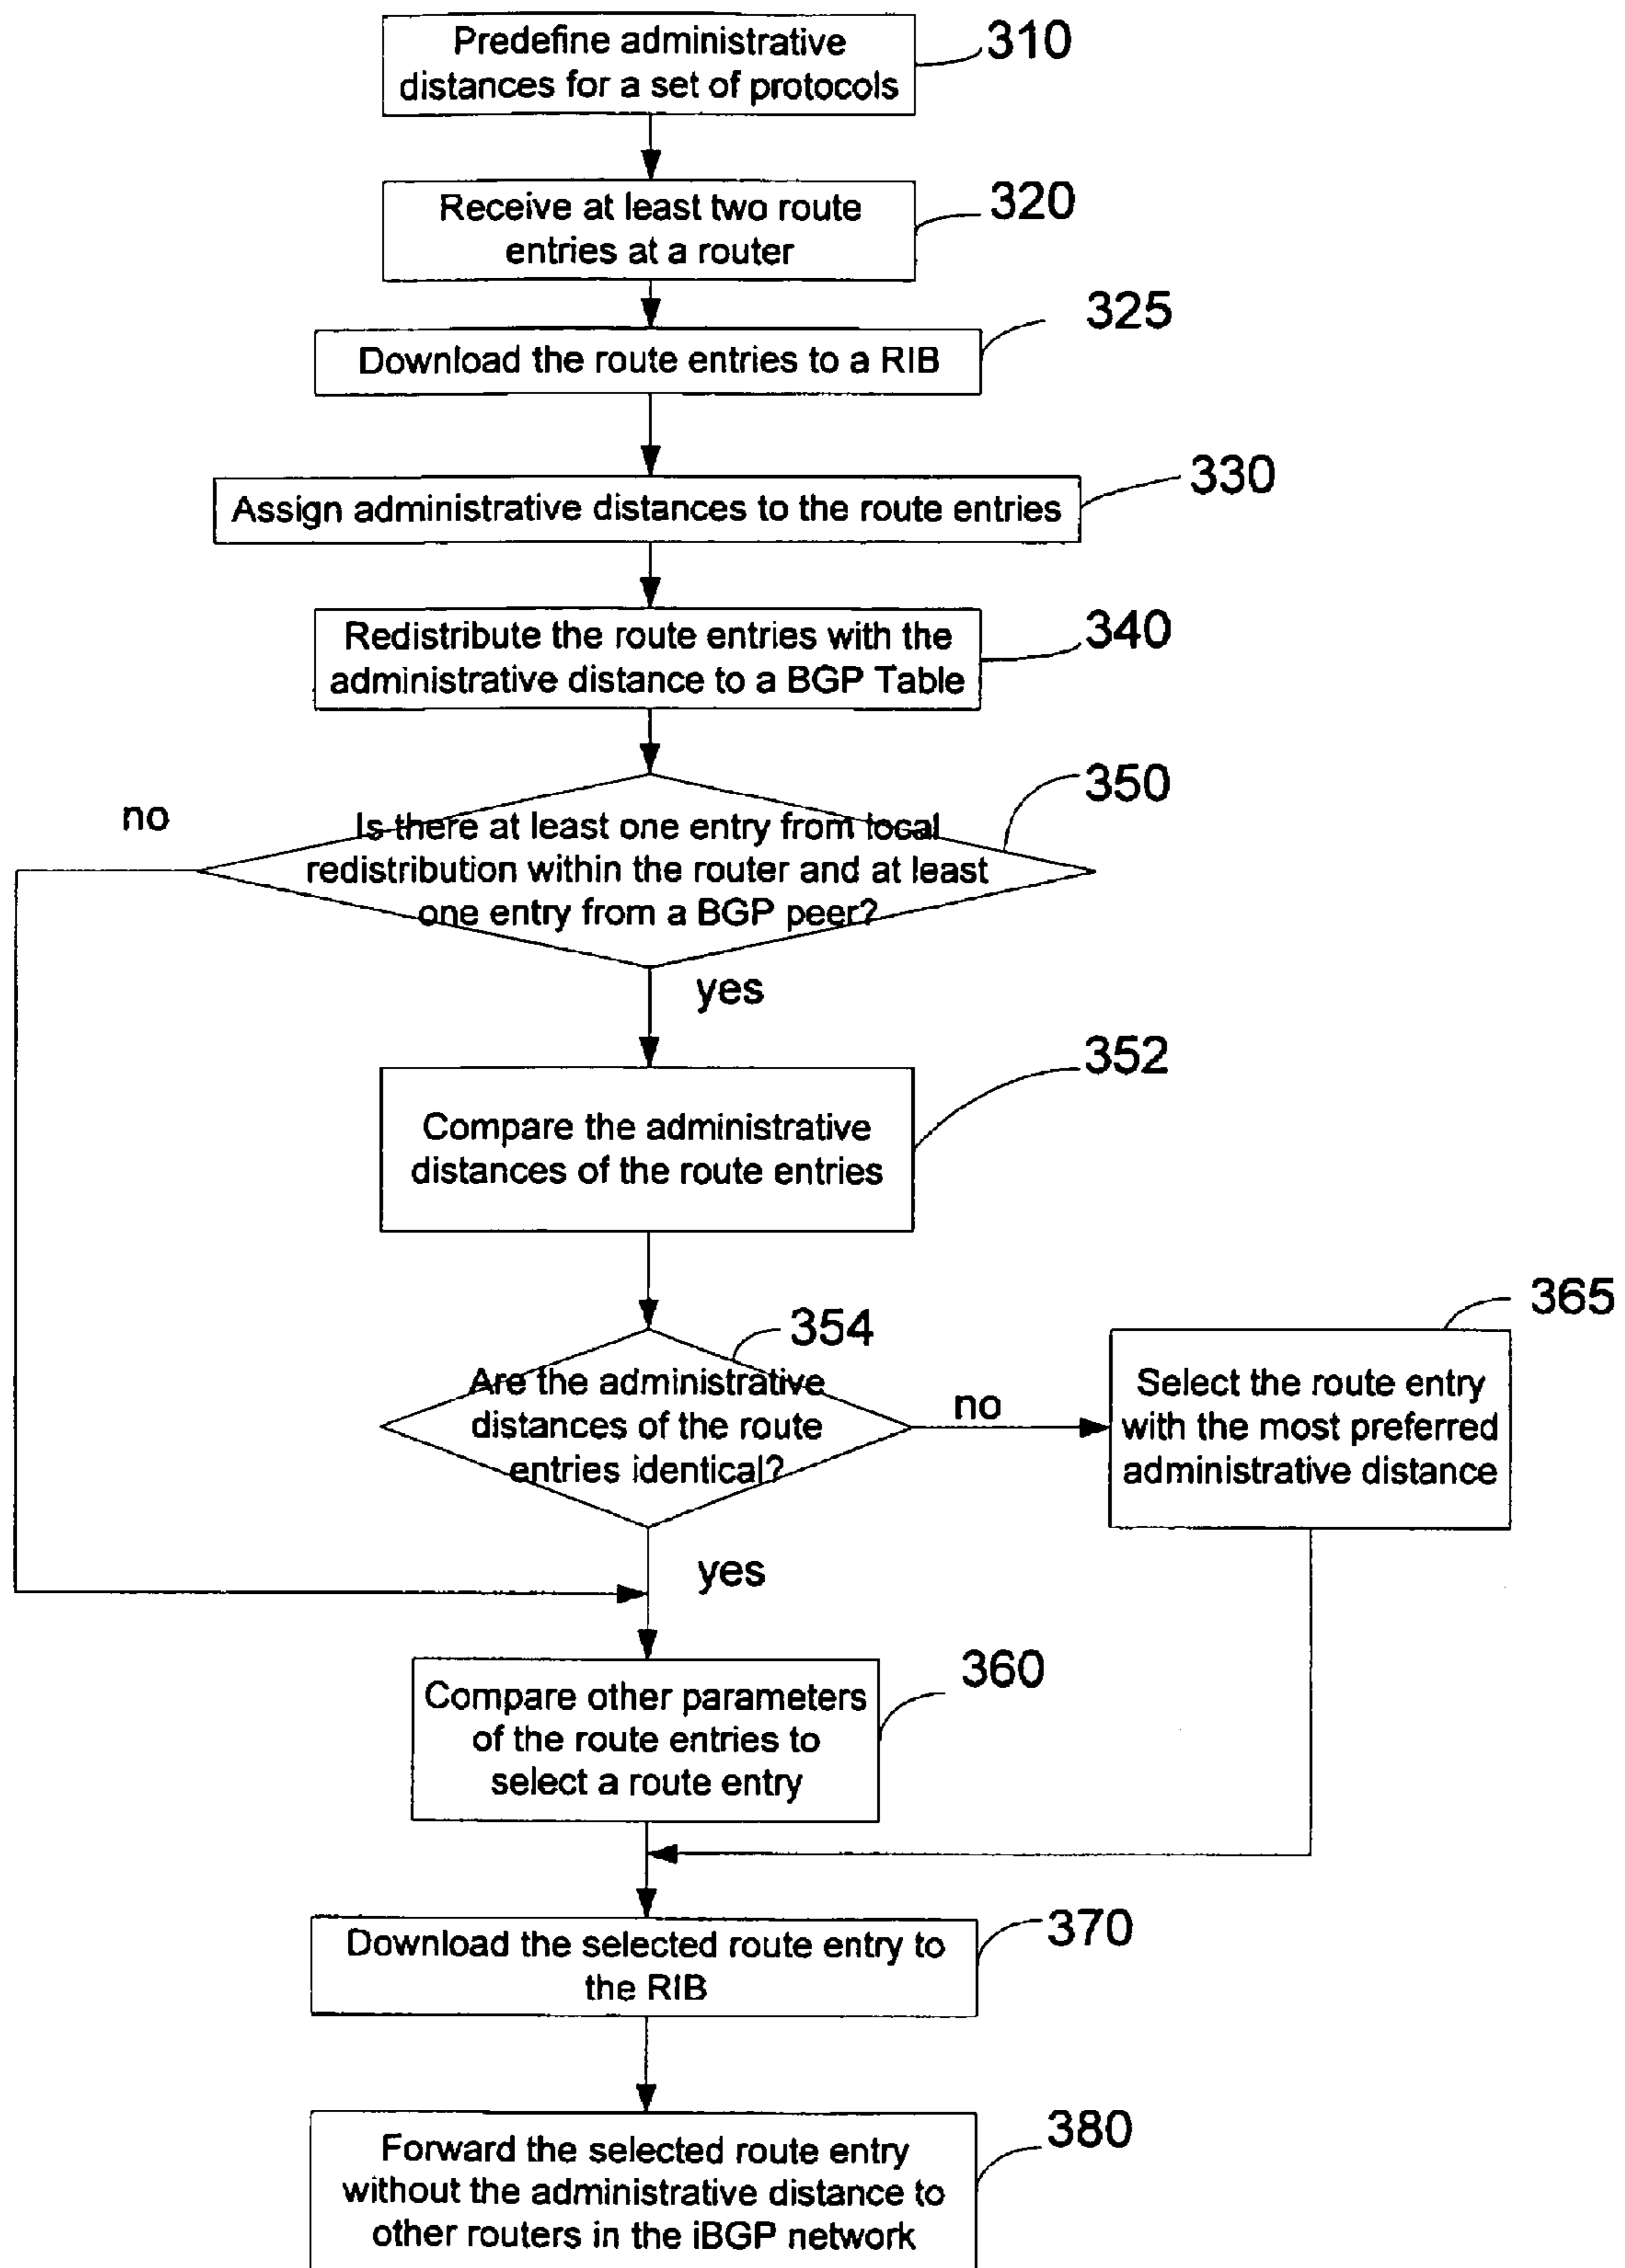 Predefine administrative
distances for a set of protocols
310
Receive at least two route
entries at a router
320
325
Download the route entries to a RIB
330
Assign administrative distances to the route entries
Redistribute the route entries with the
administrative distance to a BGP Table
340
350
no
Is there at least one entry from local
redistribution within the router and at least
one entry from a BGP peer?
yes
352
Compare the administrative
distances of the route entries
354
Are the administrative
distances of the route
entries identical?
no
365
Select the route entry
with the most preferred
administrative distance
yes
360
Compare other parameters
of the route entries to
select a route entry
370
Download the selected route entry to
the RIB
380
Forward the selected route entry
without the administrative distance to
other routers in the iBGP network